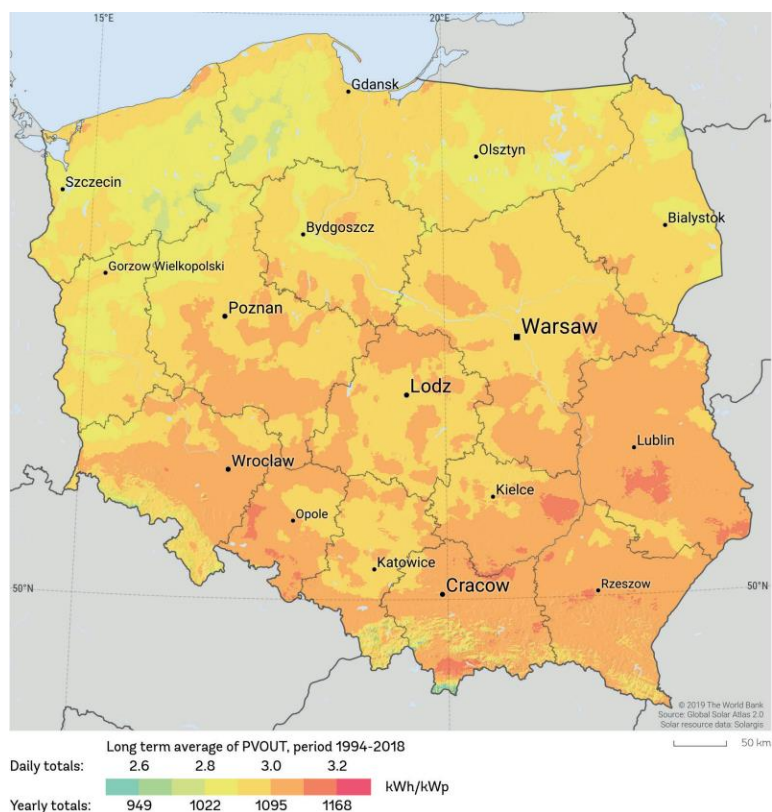 15°E 20°E
Gdansk
Olsztyn
Szczecin
Bialystok
Bydgoszcz
Gorzow Wielkopolski
Poznan
Warsaw
Lodz
Lublin
Wrocław
Kielce
Opole
Katowice
50°N Cracow Rzeszow 50°N
© 2019 The World Bank
Source: Global Solar Atlas 2.0
Solar resource data: Solargis
Long term average of PVOUT, period 1994-2018
50 km
Daily totals: 2.6 2.8 3.0 3.2
kWh/kWp
Yearly totals: 949 1022 1095 1168